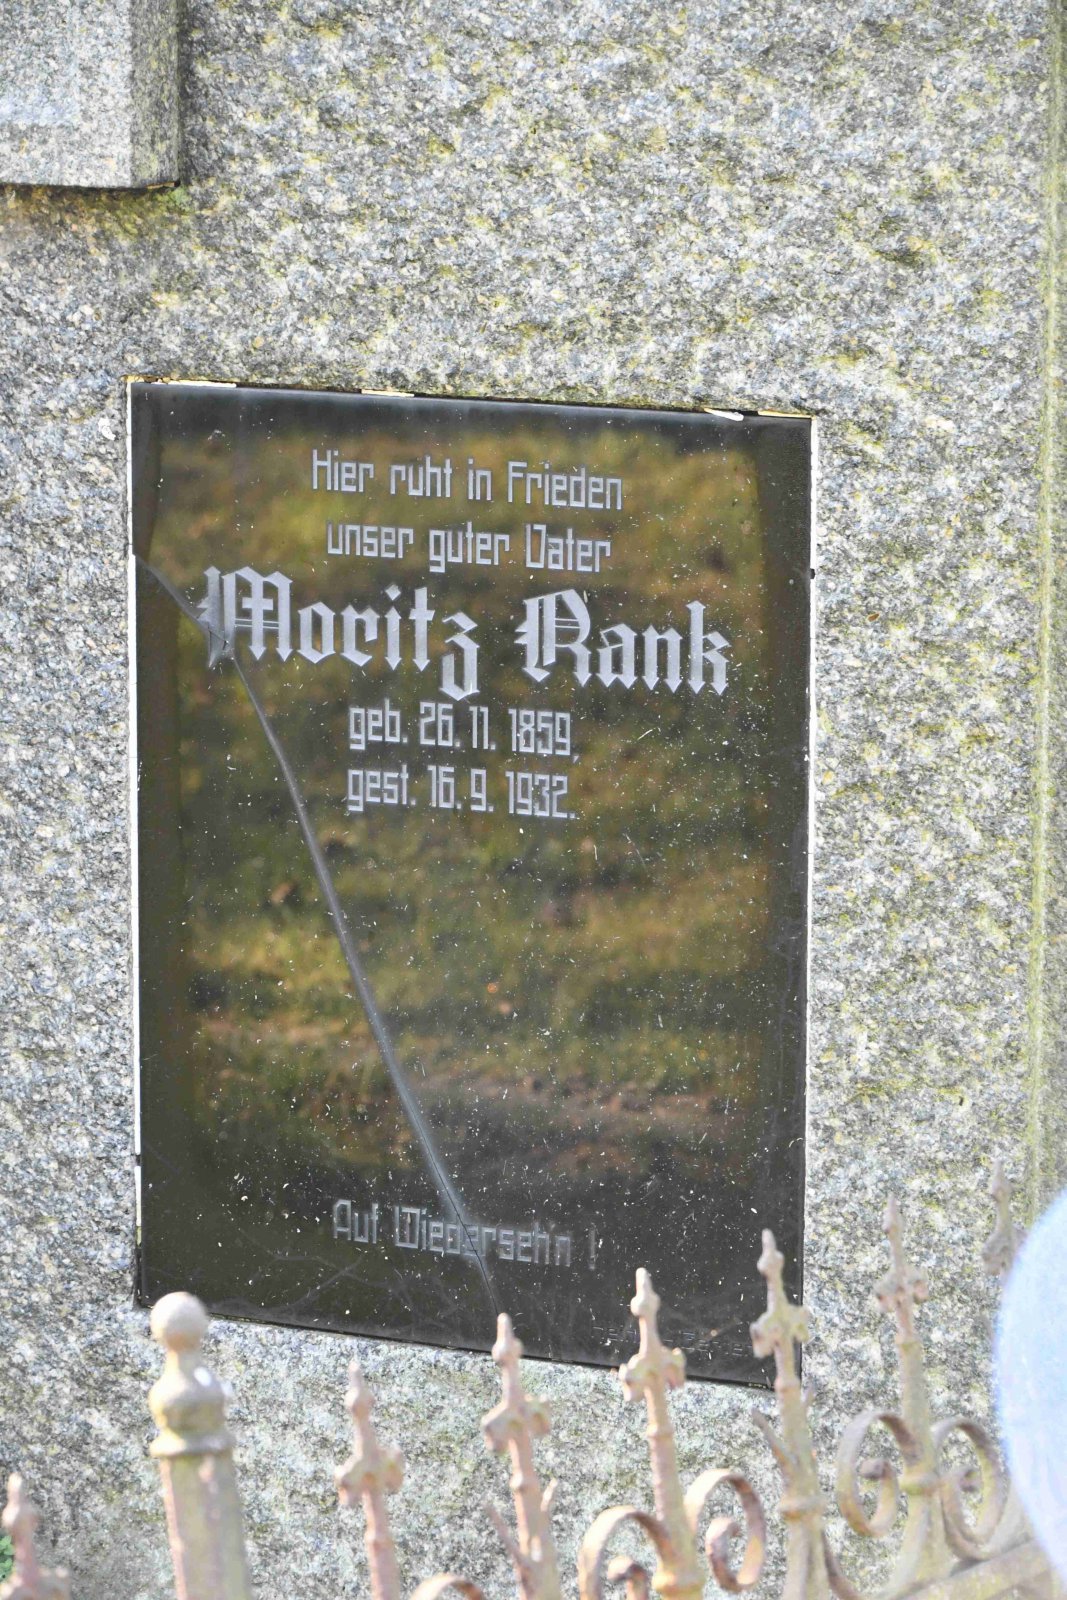 Hier ruht in Frieden
unser guter Vater
Moritz Rank
geb. 26. 11. 1859,
gest. 16. 9. 1932.
Auf Wiedersehn !